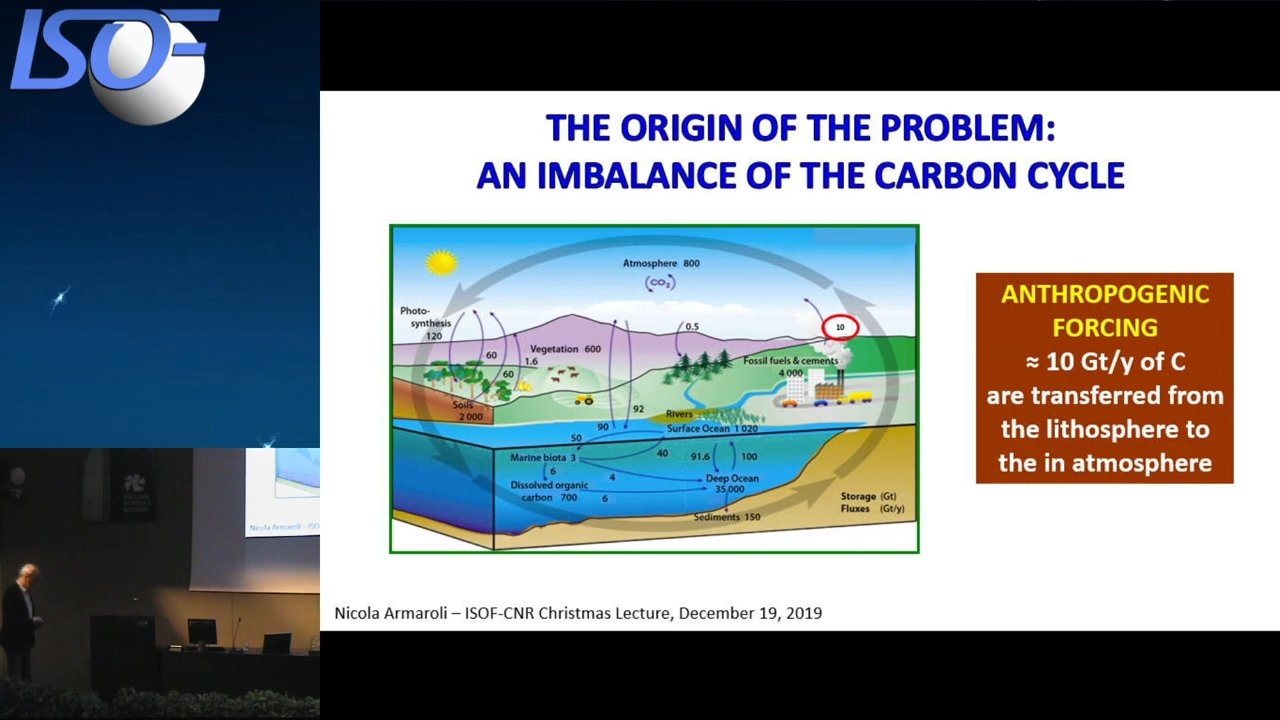 ISOF
THE ORIGIN OF THE PROBLEM:
AN IMBALANCE OF THE CARBON CYCLE
Atmosphere 800
(CO₂)
Photo-
synthesis
120
60
1.6
60
Vegetation 600
0.5
10
Fossil fuels & cements
4 000
Soils
2 000
92
90
Rivers
Surface Ocean 1 020
50
40
91.6
100
Marine biota 3
6
4
Dissolved organic
carbon 700
6
Deep Ocean
35 000
Sediments 150
Storage (Gt)
Fluxes (Gt/y)
ANTHROPOGENIC
FORCING
≈ 10 Gt/y of C
are transferred from
the lithosphere to
the in atmosphere
Nicola Armaroli – ISOF-CNR Christmas Lecture, December 19, 2019
Nicola Armaroli – ISO